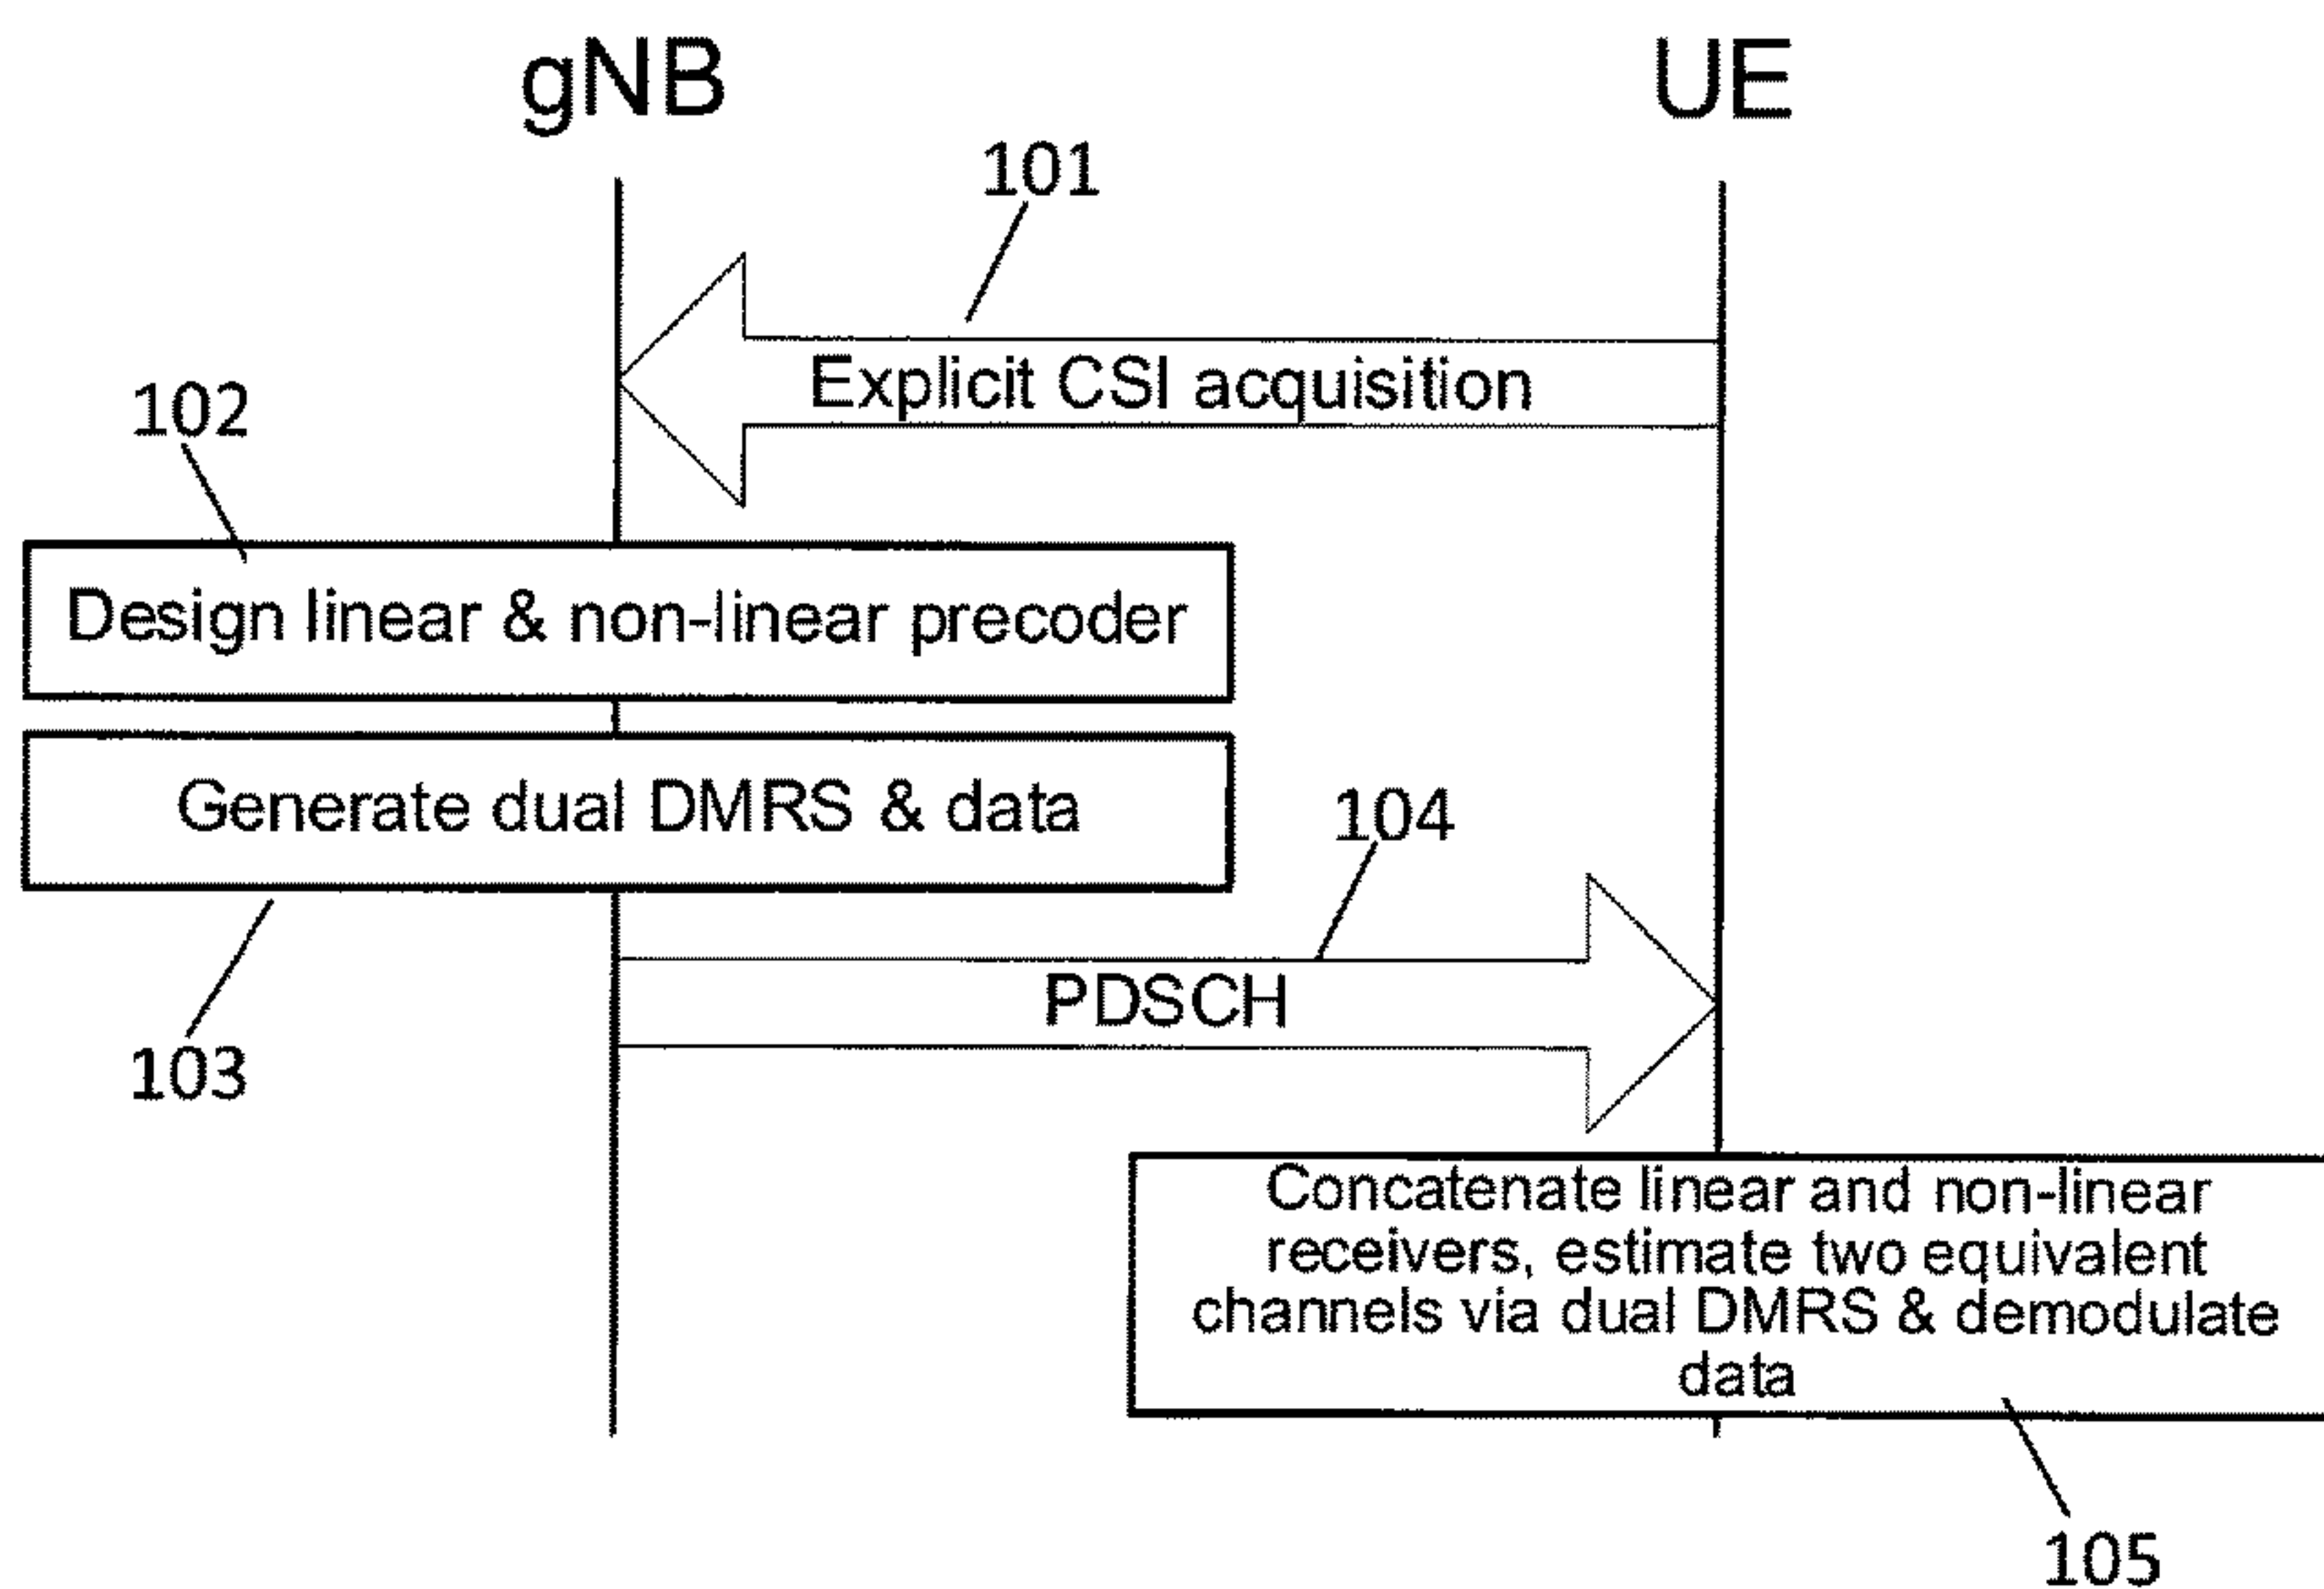 gNB
UE
101
Explicit CSI acquisition
102
Design linear & non-linear precoder
Generate dual DMRS & data
104
PDSCH
103
Concatenate linear and non-linear
receivers, estimate two equivalent
channels via dual DMRS & demodulate
data
105